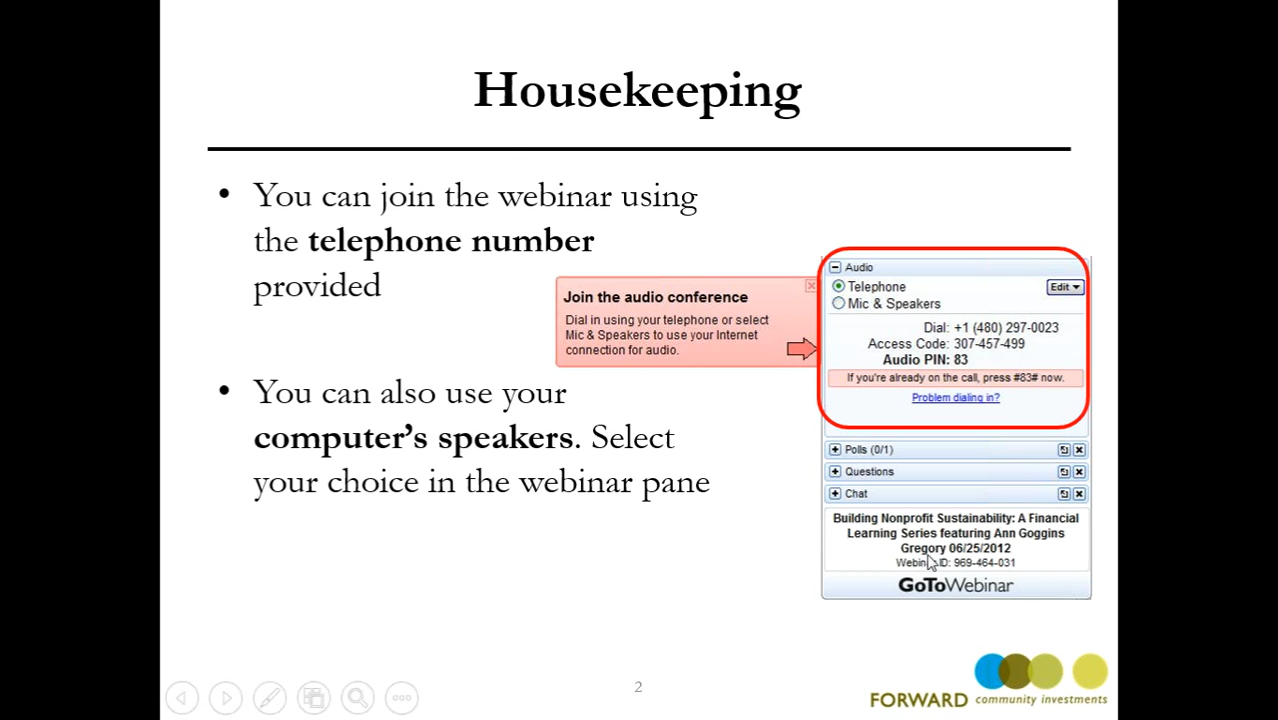 Housekeeping
• You can join the webinar using
the telephone number
provided
• You can also use your
computer's speakers. Select
your choice in the webinar pane
Join the audio conference
Dial in using your telephone or select
Mic & Speakers to use your Internet
connection for audio.
Audio
Telephone
Edit
Mic & Speakers
Dial: +1 (480) 297-0023
Access Code: 307-457-499
Audio PIN: 83
If you're already on the call, press #83# now.
Problem dialing in?
Polls (0/1)
Questions
Chat
Building Nonprofit Sustainability: A Financial
Learning Series featuring Ann Goggins
Gregory 06/25/2012
Webinar ID: 969-464-031
GoToWebinar
2
FORWARD community investments